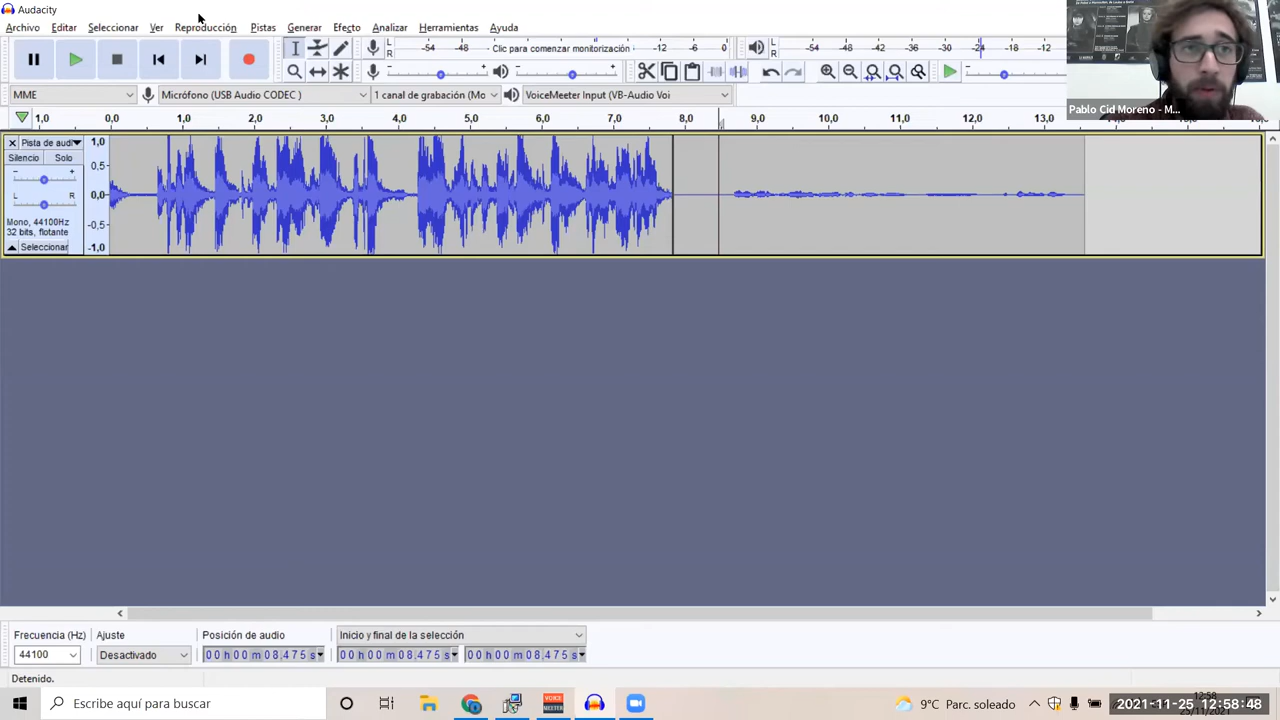 Audacity
Archivo Editar Seleccionar Ver Reproducción Pistas Generar Efecto Analizar Herramientas Ayuda
L R -54 -48 Clic para comenzar monitorización -12 -6 0 L R -54 -48 -42 -36 -30 -24 -18 -12
- + - + -
MME Micrófono (USB Audio CODEC ) 1 canal de grabación (Mo VoiceMeeter Input (VB-Audio Voi
Pablo Cid Moreno - M...
1,0 0,0 1,0 2,0 3,0 4,0 5,0 6,0 7,0 8,0 9,0 10,0 11,0 12,0 13,0
Pista de audi 1,0
Silencio Solo
- + 0,5
L R 0,0
Mono, 44100Hz -0,5
32 bits, flotante
Seleccionar -1,0
Frecuencia (Hz) Ajuste Posición de audio Inicio y final de la selección
44100 Desactivado 00 h 00 m 08.475 s 00 h 00 m 08.475 s 00 h 00 m 08.475 s
Detenido.
Escribe aquí para buscar VOICE MEETER 9°C Parc. soleado 12:58
2021-11-25 12:58:48